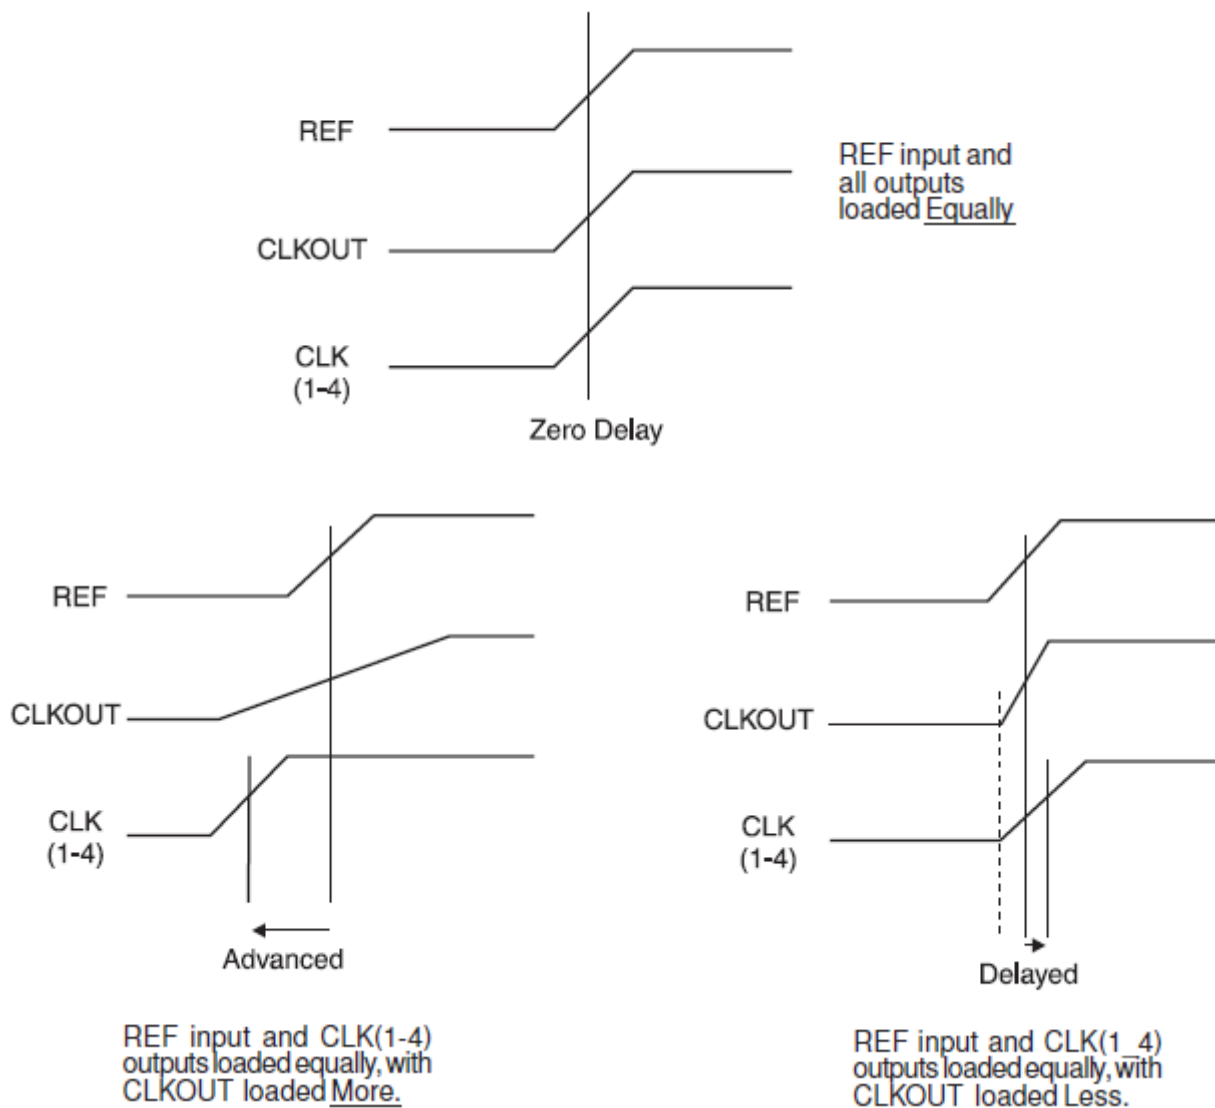 REF
REF input and
all outputs
loaded Equally
CLKOUT
CLK
(1-4)
Zero Delay
REF
CLKOUT
CLK
(1-4)
Advanced
REF input and CLK(1-4)
outputs loaded equally, with
CLKOUT loaded More.
REF
CLKOUT
CLK
(1-4)
Delayed
REF input and CLK(1_4)
outputs loaded equally, with
CLKOUT loaded Less.